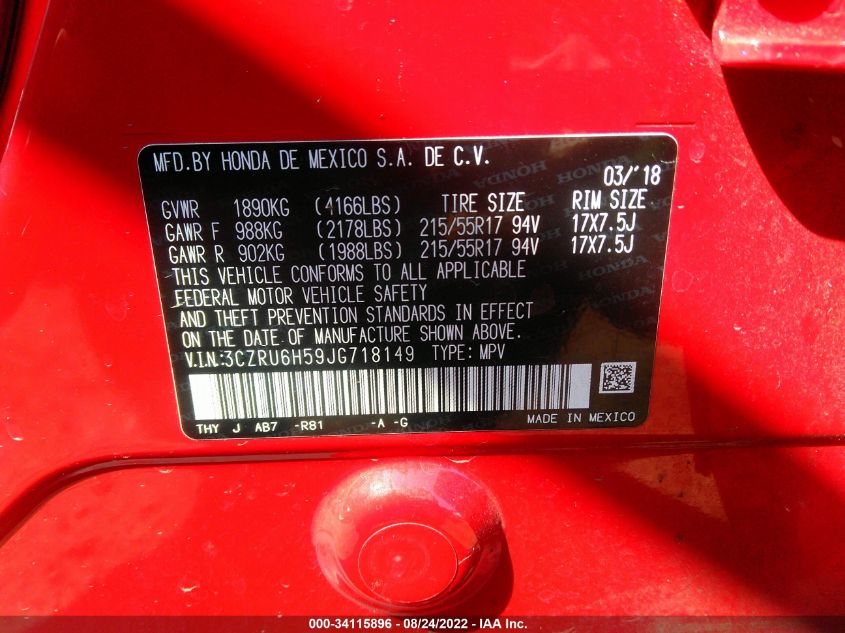 MFD.BY HONDA DE MEXICO S.A. DE C.V.
03/'18
GVWR 1890KG (4166LBS) TIRE SIZE RIM SIZE
GAWR F 988KG (2178LBS) 215/55R17 94V 17X7.5J
GAWR R 902KG (1988LBS) 215/55R17 94V 17X7.5J
THIS VEHICLE CONFORMS TO ALL APPLICABLE
FEDERAL MOTOR VEHICLE SAFETY
AND THEFT PREVENTION STANDARDS IN EFFECT
ON THE DATE OF MANUFACTURE SHOWN ABOVE.
V.I.N:3CZRU6H59JG718149 TYPE: MPV
THY J AB7 -R81 -A -G MADE IN MEXICO
000-34115896 - 08/24/2022 - IAA Inc.